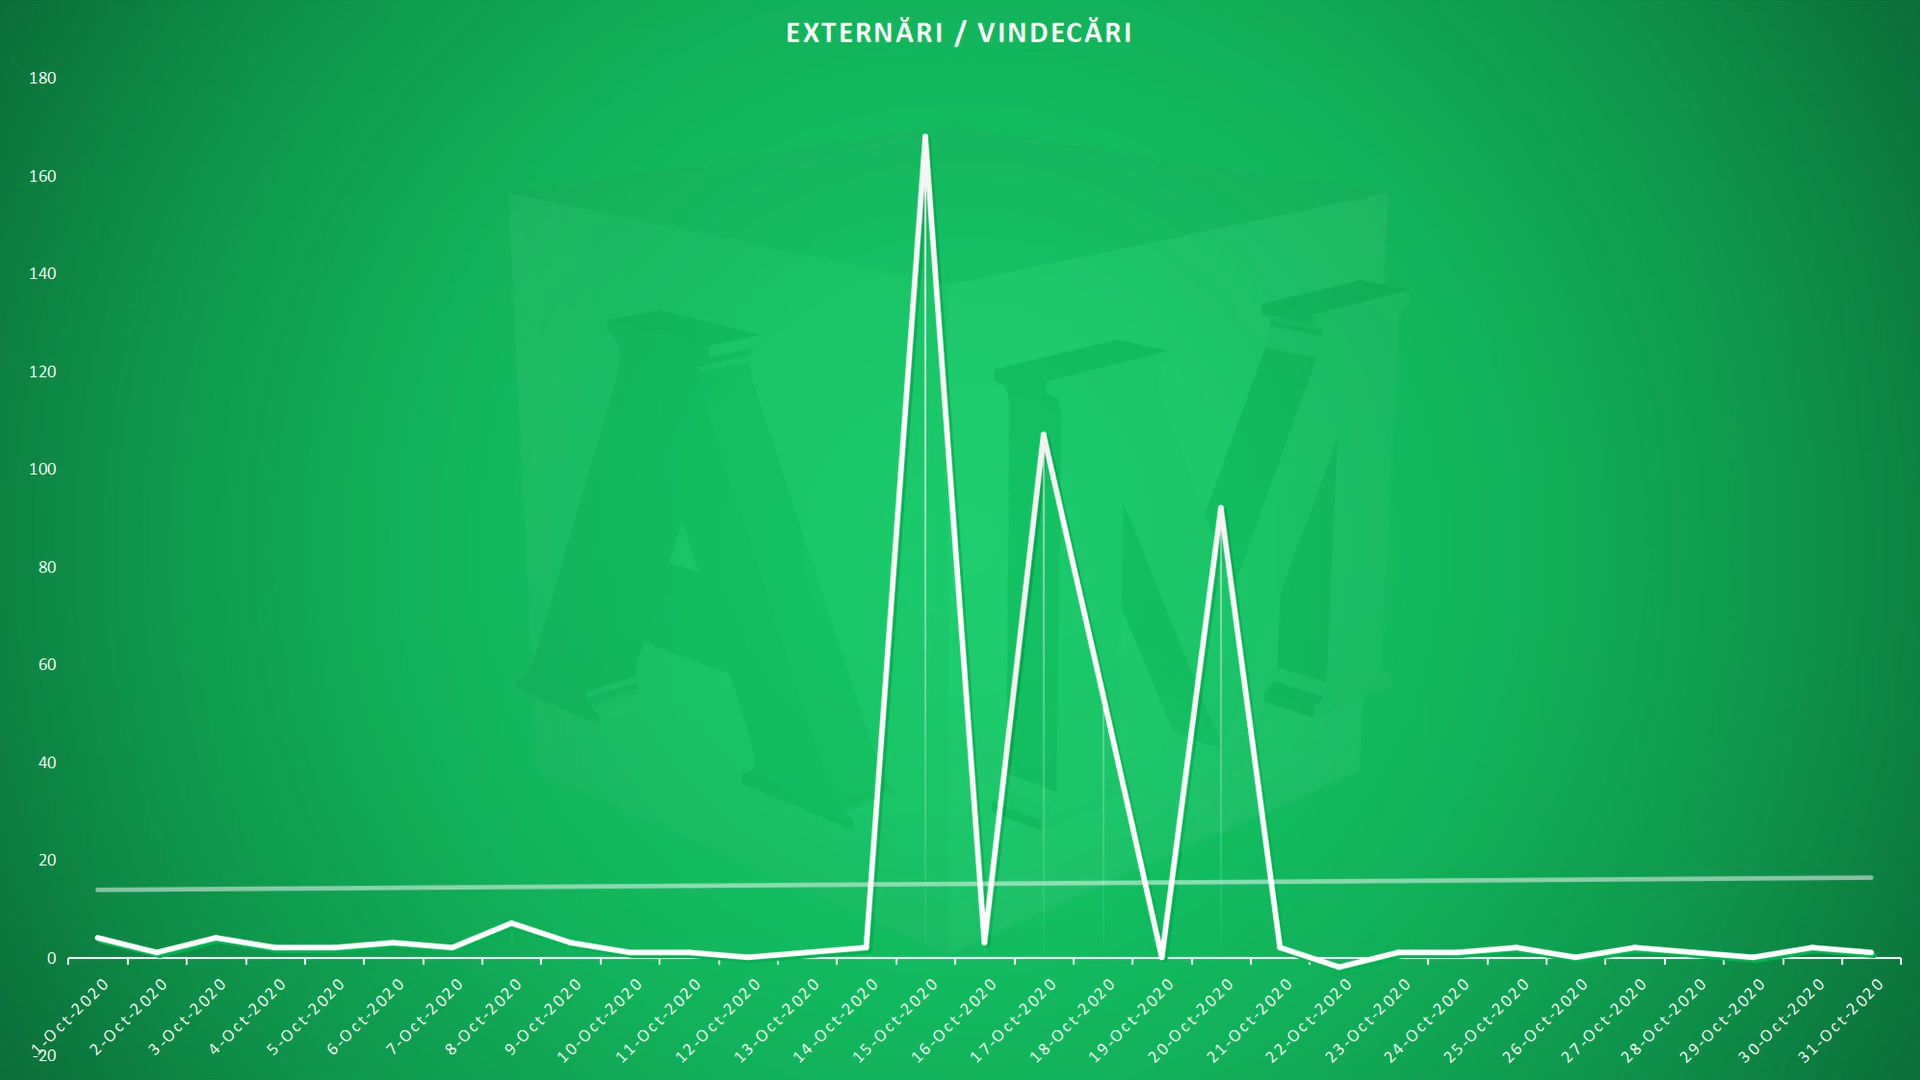 EXTERNĂRI / VINDECĂRI
180
160
140
120
100
80
60
40
20
0
-20
1-Oct-2020
2-Oct-2020
3-Oct-2020
4-Oct-2020
5-Oct-2020
6-Oct-2020
7-Oct-2020
8-Oct-2020
9-Oct-2020
10-Oct-2020
11-Oct-2020
12-Oct-2020
13-Oct-2020
14-Oct-2020
15-Oct-2020
16-Oct-2020
17-Oct-2020
18-Oct-2020
19-Oct-2020
20-Oct-2020
21-Oct-2020
22-Oct-2020
23-Oct-2020
24-Oct-2020
25-Oct-2020
26-Oct-2020
27-Oct-2020
28-Oct-2020
29-Oct-2020
30-Oct-2020
31-Oct-2020
AM